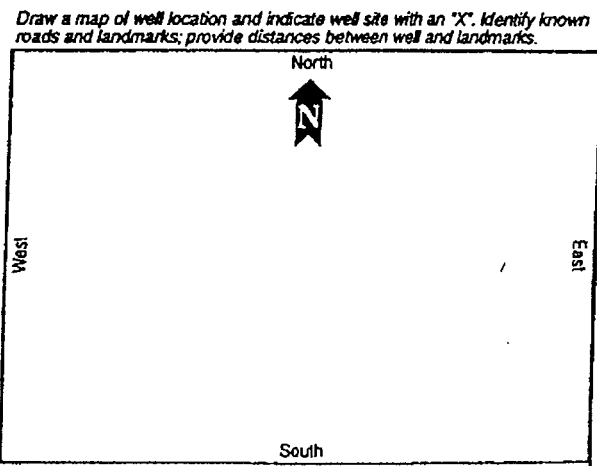 Draw a map of well location and indicate well site with an "X". Identify known
roads and landmarks; provide distances between well and landmarks.
North
N
West
East
South